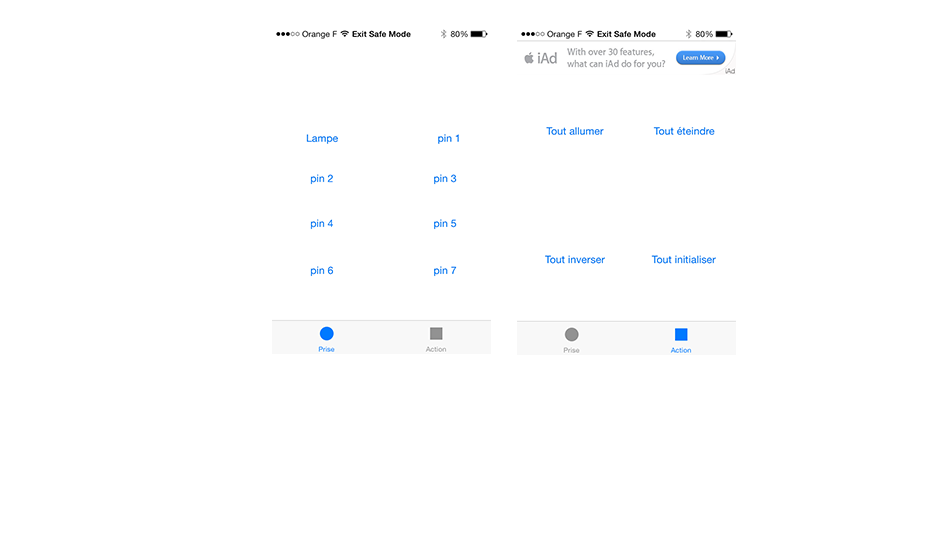 Orange F Exit Safe Mode 80%
Lampe pin 1
pin 2 pin 3
pin 4 pin 5
pin 6 pin 7
Prise Action
Orange F Exit Safe Mode 80%
iAd With over 30 features,
what can iAd do for you?
Learn More
iAd
Tout allumer Tout éteindre
Tout inverser Tout initialiser
Prise Action